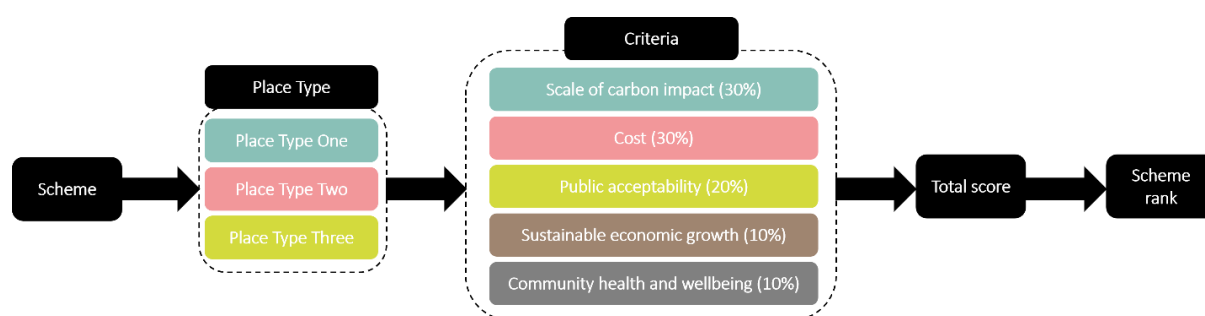 Criteria
Place Type
Scale of carbon impact (30%)
Place Type One
Cost (30%)
Scheme
Place Type Two
Public acceptability (20%)
Total score
Scheme
rank
Place Type Three
Sustainable economic growth (10%)
Community health and wellbeing (10%)